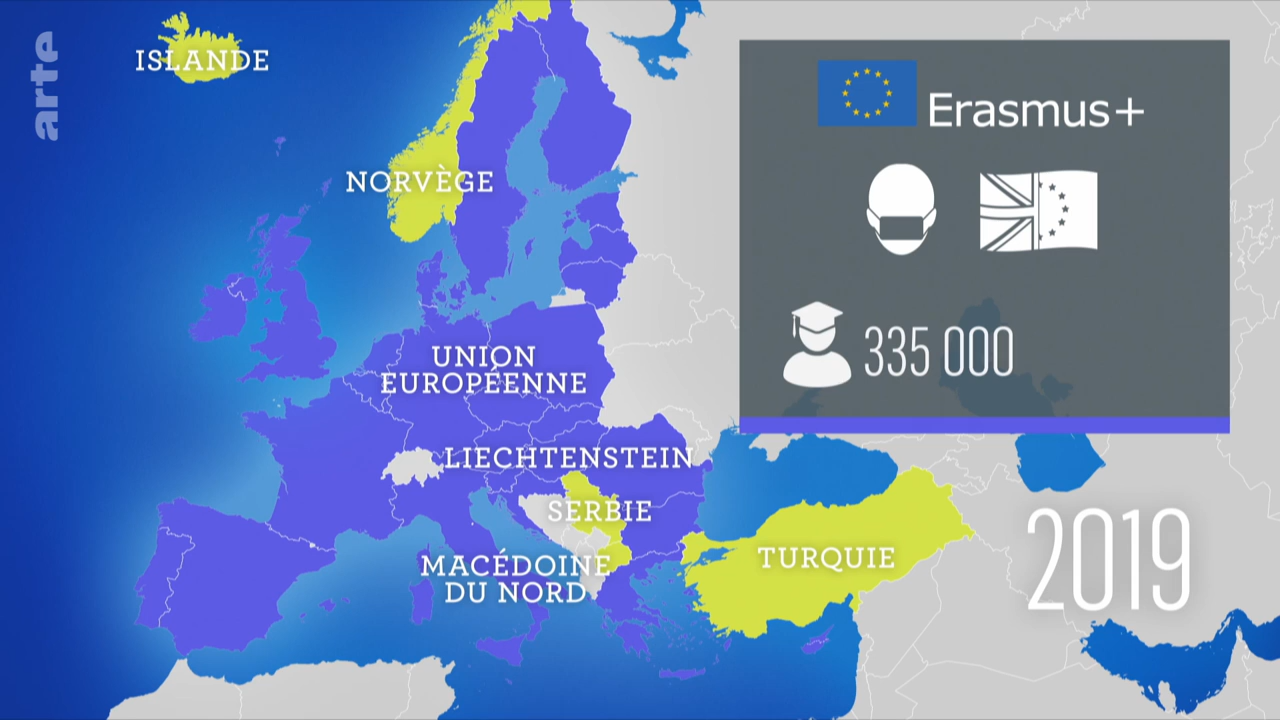 arte
ISLANDE
NORVÈGE
UNION
EUROPÉENNE
LIECHTENSTEIN
SERBIE
MACÉDOINE
DU NORD
TURQUIE
Erasmus+
335 000
2019